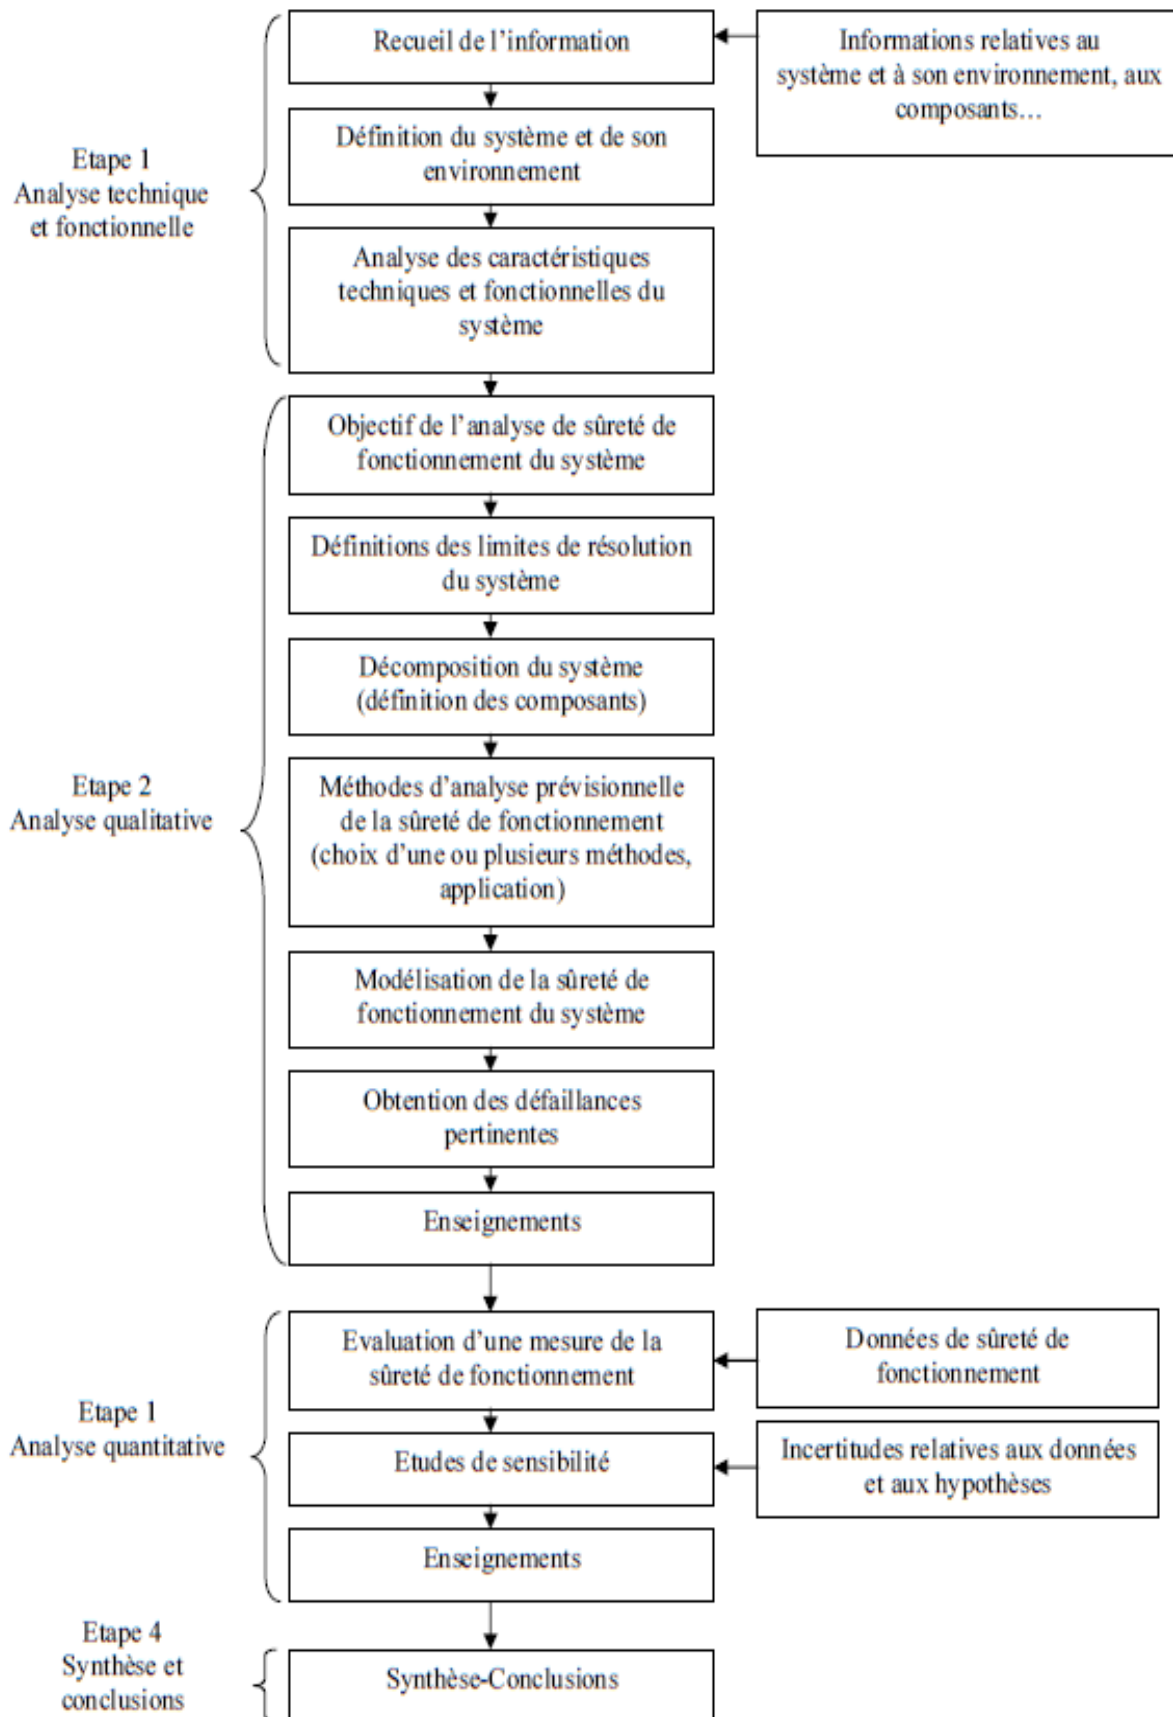 Recueil de l'information
Informations relatives au
système et à son environnement, aux
composants...
Etape 1
Analyse technique
et fonctionnelle
Définition du système et de son
environnement
Analyse des caractéristiques
techniques et fonctionnelles du
système
Objectif de l'analyse de sûreté de
fonctionnement du système
Définitions des limites de résolution
du système
Décomposition du système
(définition des composants)
Etape 2
Analyse qualitative
Méthodes d'analyse prévisionnelle
de la sûreté de fonctionnement
(choix d'une ou plusieurs méthodes,
application)
Modélisation de la sûreté de
fonctionnement du système
Obtention des défaillances
pertinentes
Enseignements
Evaluation d'une mesure de la
sûreté de fonctionnement
Données de sûreté de
fonctionnement
Etape 1
Analyse quantitative
Etudes de sensibilité
Incertitudes relatives aux données
et aux hypothèses
Enseignements
Etape 4
Synthèse et
conclusions
Synthèse-Conclusions